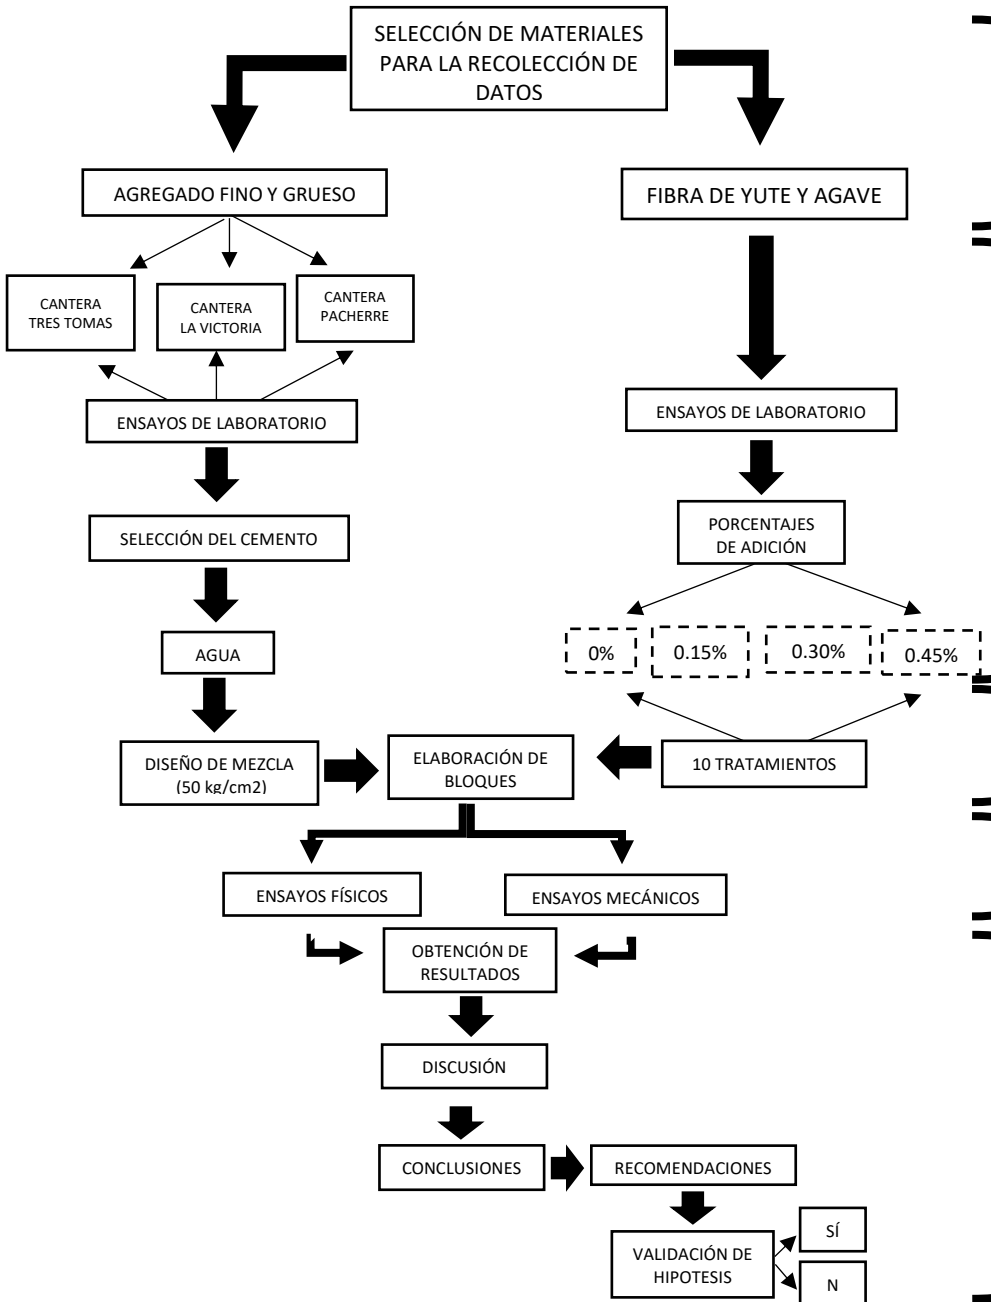 SELECCIÓN DE MATERIALES
PARA LA RECOLECCIÓN DE
DATOS
AGREGADO FINO Y GRUESO
FIBRA DE YUTE Y AGAVE
CANTERA
TRES TOMAS
CANTERA
LA VICTORIA
CANTERA
PACHERRE
ENSAYOS DE LABORATORIO
ENSAYOS DE LABORATORIO
SELECCIÓN DEL CEMENTO
PORCENTAJES
DE ADICIÓN
AGUA
0%
0.15%
0.30%
0.45%
DISEÑO DE MEZCLA
(50 kg/cm2)
ELABORACIÓN DE
BLOQUES
10 TRATAMIENTOS
ENSAYOS FÍSICOS
ENSAYOS MECÁNICOS
OBTENCIÓN DE
RESULTADOS
DISCUSIÓN
CONCLUSIONES
RECOMENDACIONES
VALIDACIÓN DE
HIPOTESIS
SÍ
N